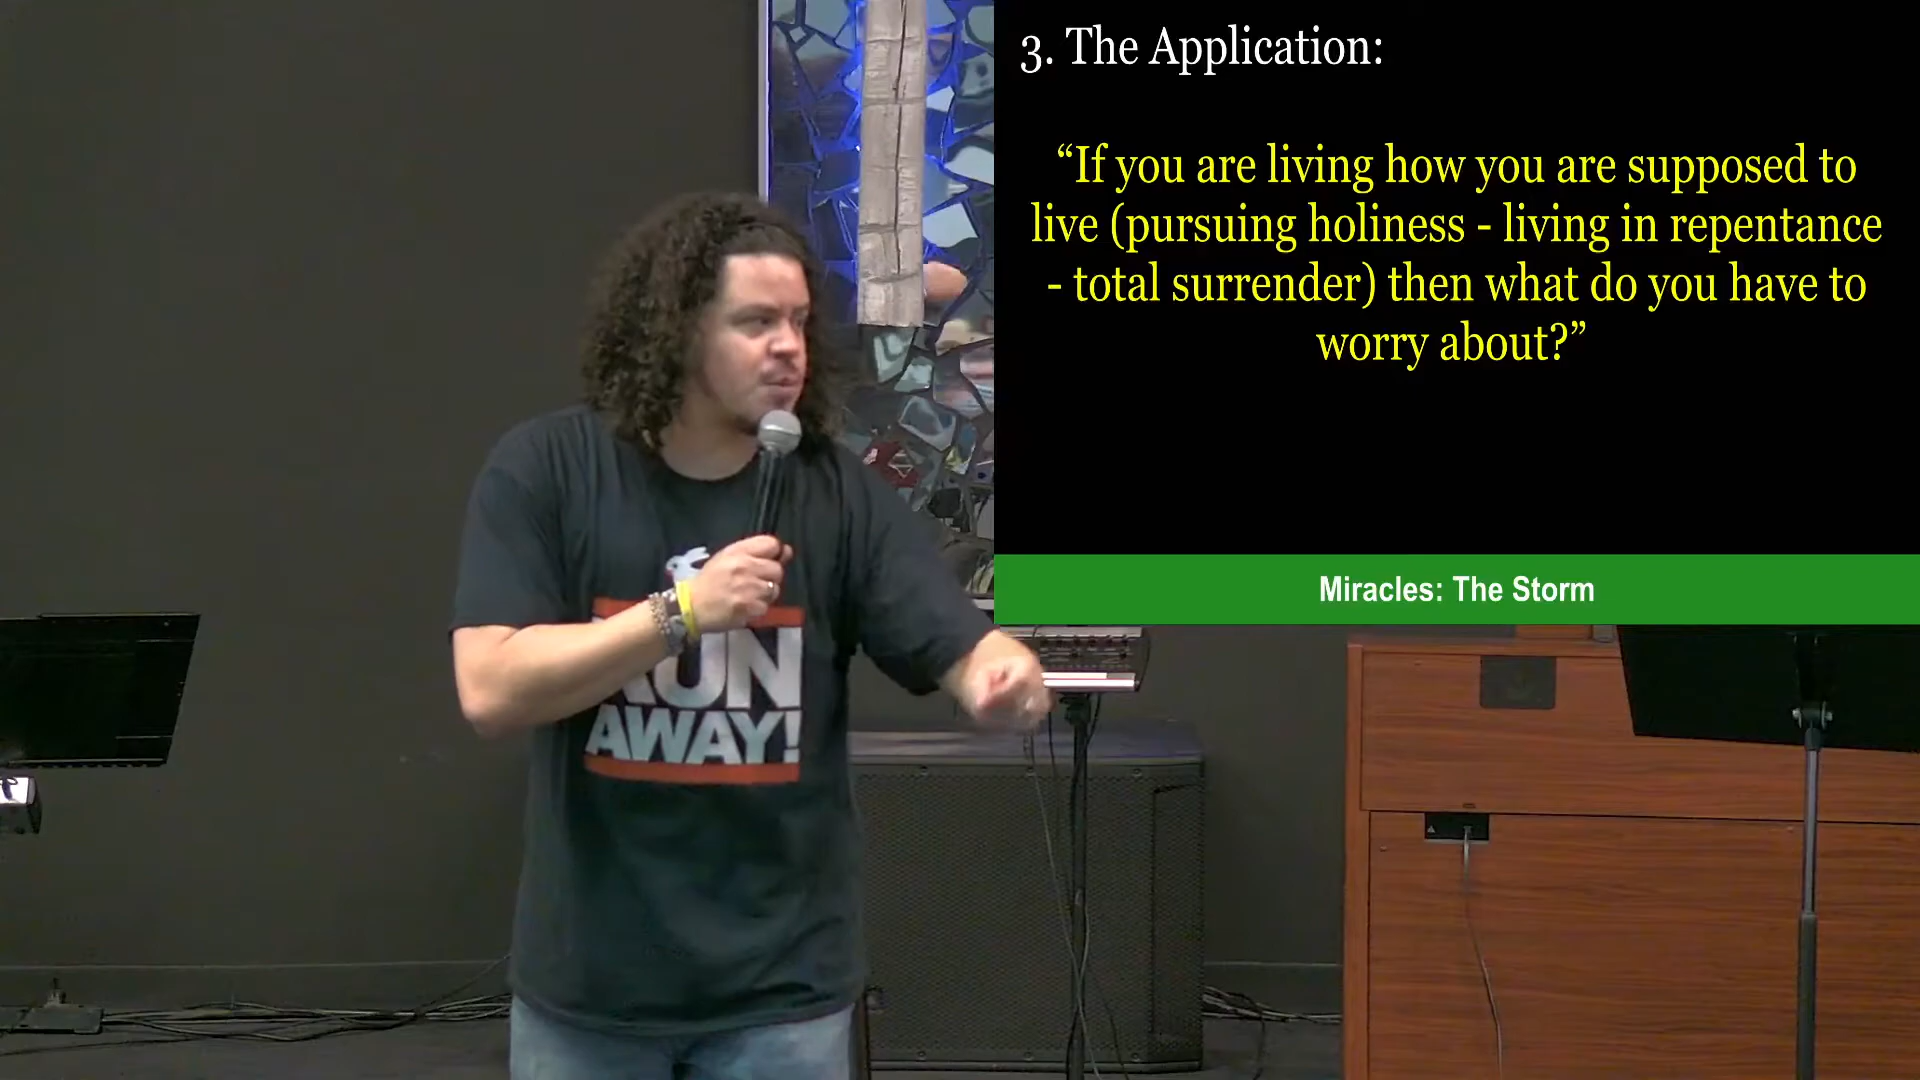 3. The Application:
“If you are living how you are supposed to
live (pursuing holiness - living in repentance
- total surrender) then what do you have to
worry about?”
Miracles: The Storm
RUN
AWAY!